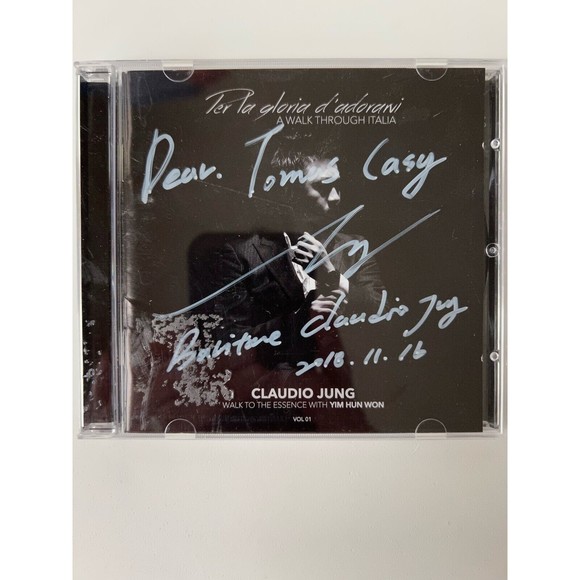 Per la gloria d'adorarvi
A WALK THROUGH ITALIA
Dear. Tomas Casy
Baritone Claudio Jung
2018.11.16
CLAUDIO JUNG
WALK TO THE ESSENCE WITH YIM HUN WON
VOL 01